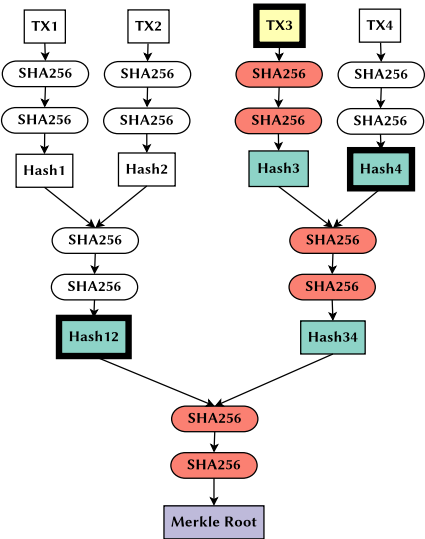 TX1
TX2
TX3
TX4
SHA256
SHA256
SHA256
SHA256
SHA256
SHA256
SHA256
SHA256
Hash1
Hash2
Hash3
Hash4
SHA256
SHA256
SHA256
SHA256
Hash12
Hash34
SHA256
SHA256
Merkle Root